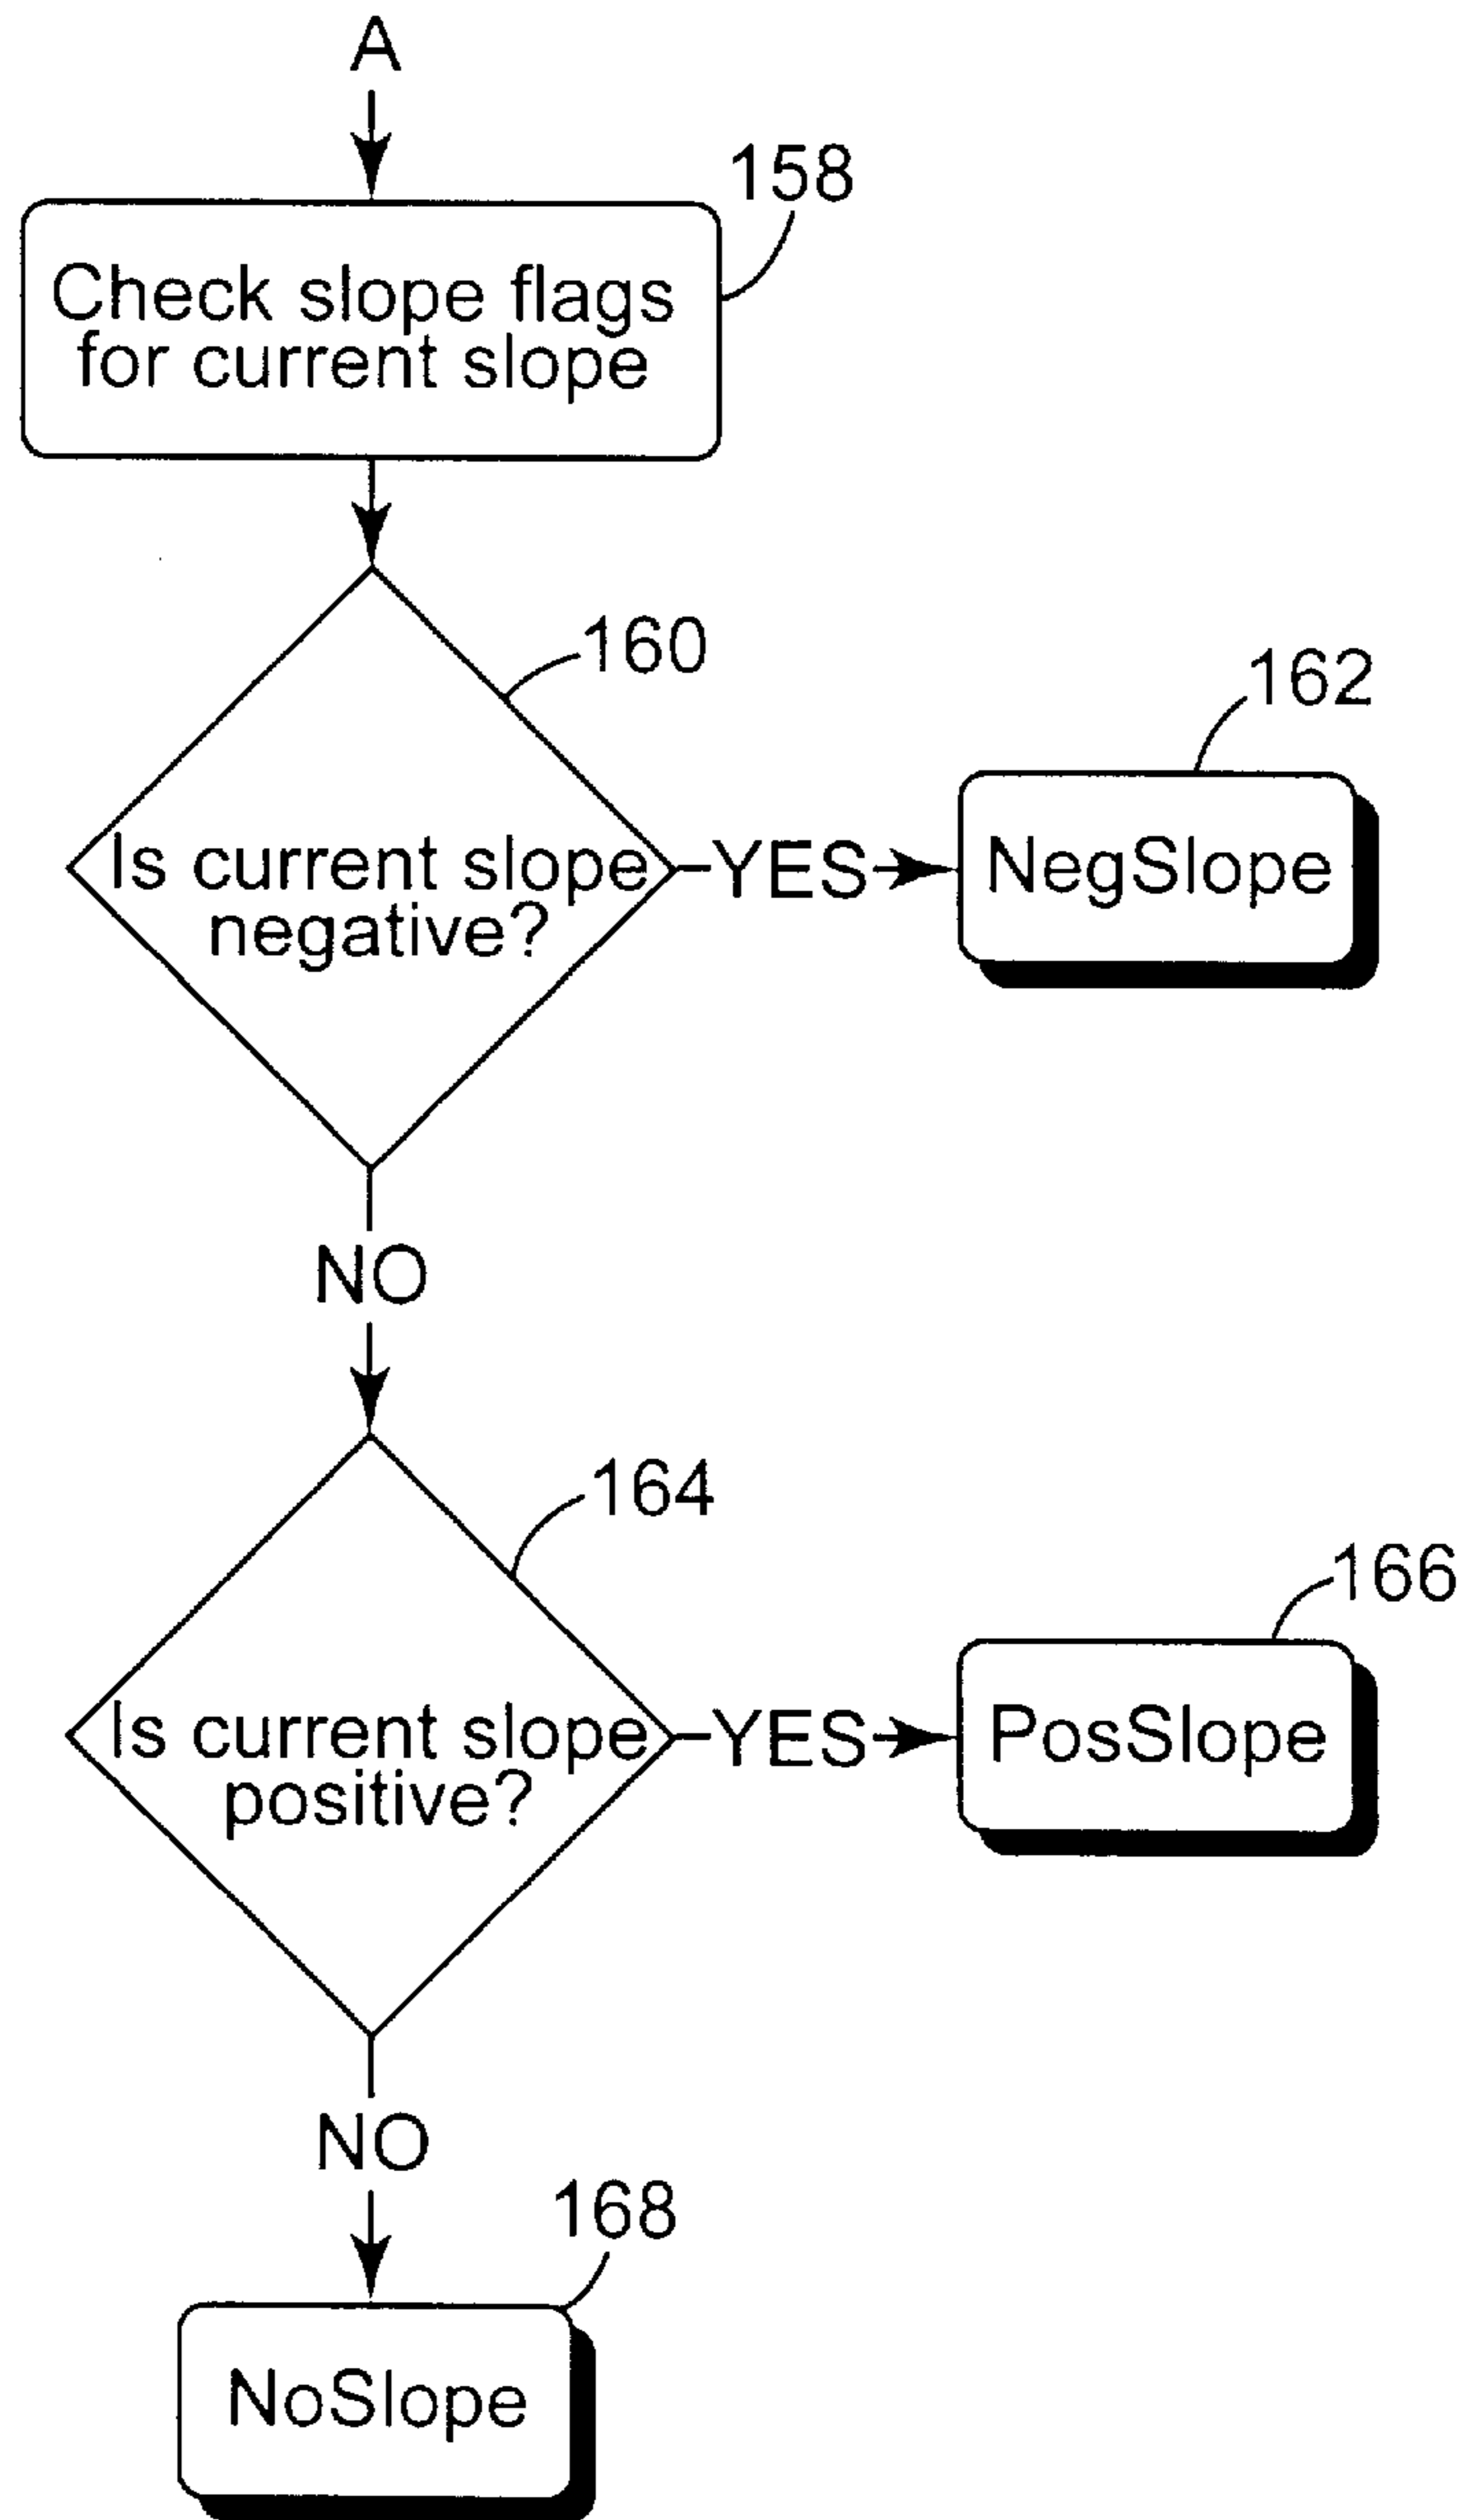 A
158
Check slope flags
for current slope
160
162
Is current slope
negative?
YES
NegSlope
NO
164
166
Is current slope
positive?
YES
PosSlope
NO
168
NoSlope